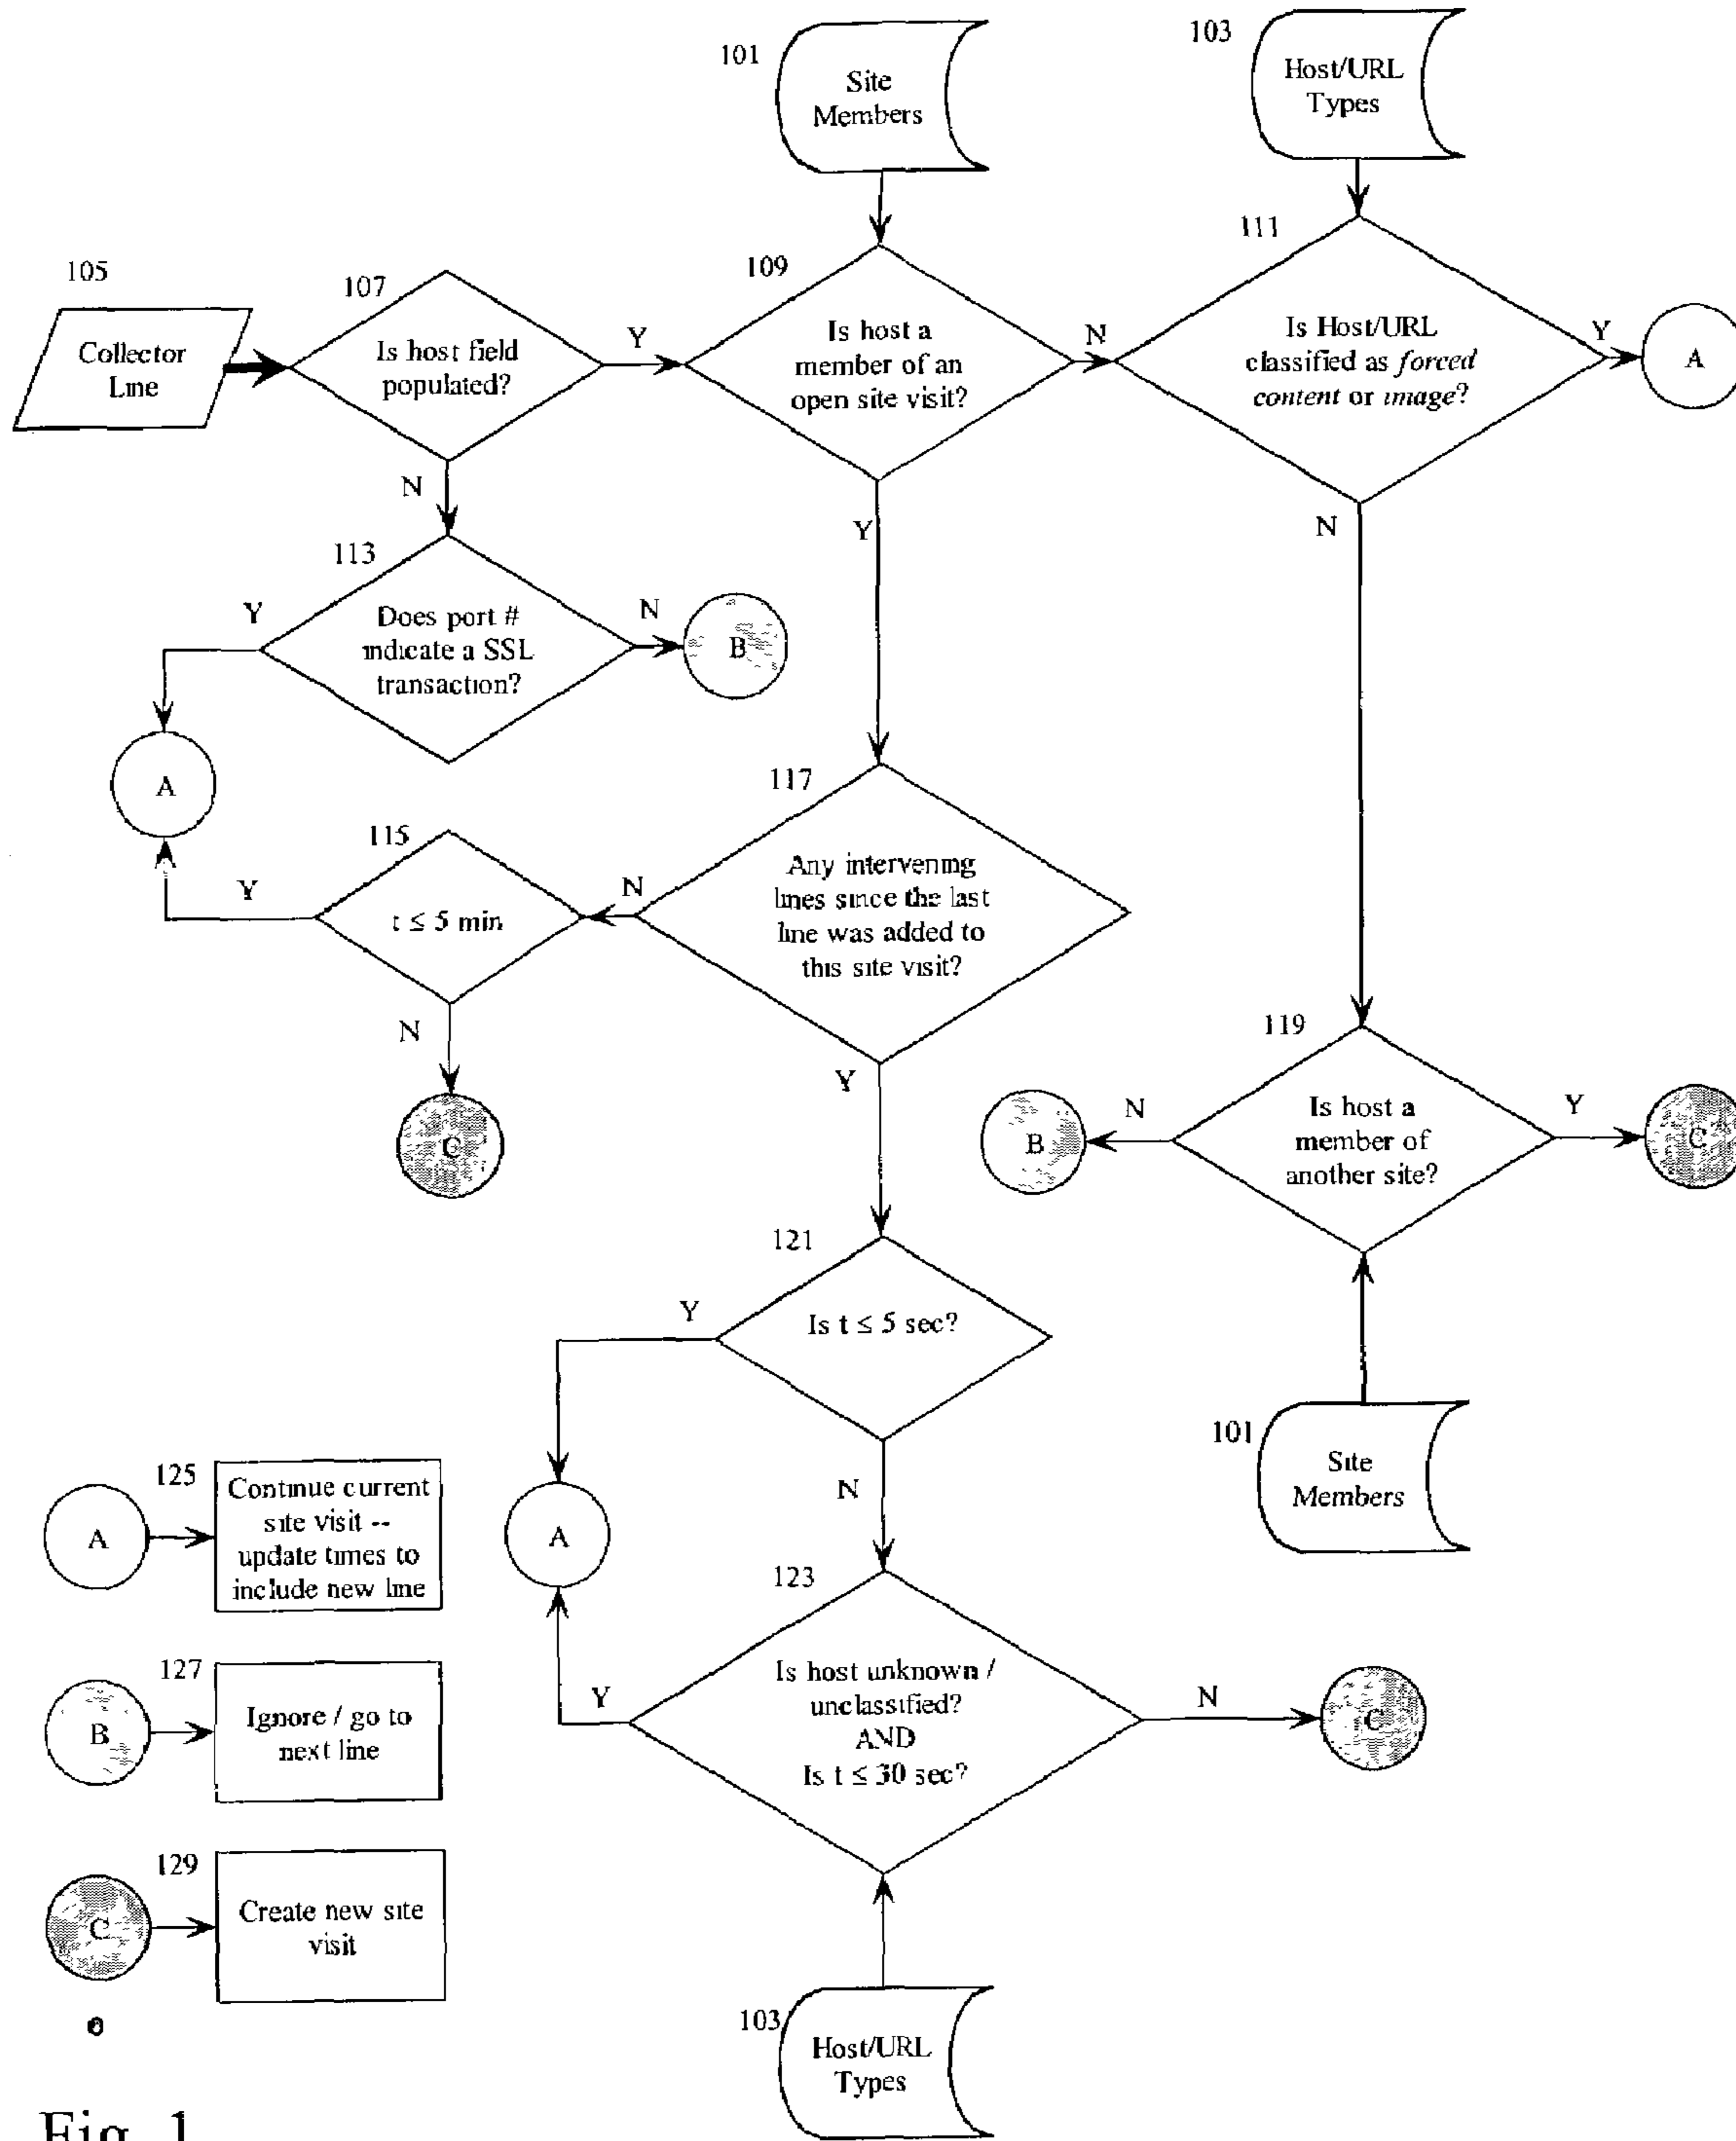 101
Site
Members
103
Host/URL
Types
105
Collector
Line
107
Is host field
populated?
Y
N
109
Is host a
member of an
open site visit?
N
Y
111
Is Host/URL
classified as forced
content or image?
Y
A
N
113
Does port #
indicate a SSL
transaction?
Y
N
B
A
115
t ≤ 5 min
Y
N
C
117
Any intervening
lines since the last
line was added to
this site visit?
N
Y
119
Is host a
member of
another site?
N
B
Y
C
101
Site
Members
121
Is t ≤ 5 sec?
Y
N
A
123
Is host unknown /
unclassified?
AND
Is t ≤ 30 sec?
Y
N
C
103
Host/URL
Types
A
125
Continue current
site visit --
update times to
include new line
B
127
Ignore / go to
next line
C
129
Create new site
visit
Fig. 1